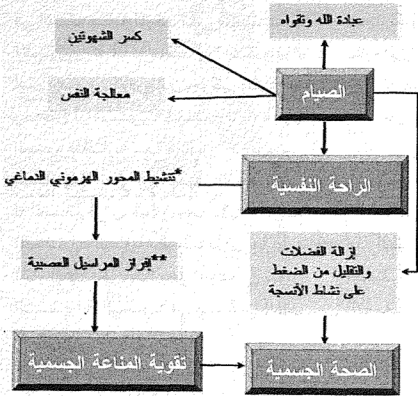 عبادة الله وتقواه
كسر الشهوتين
الصيام
معالجة النفس
*تنشيط المحور الهرموني الدماغي
الراحة النفسية
**إفراز المراسيل العصبية
إزالة الفضلات
والتقليل من الضغط
على نشاط الأنسجة
تقوية المناعة الجسمية
الصحة الجسمية